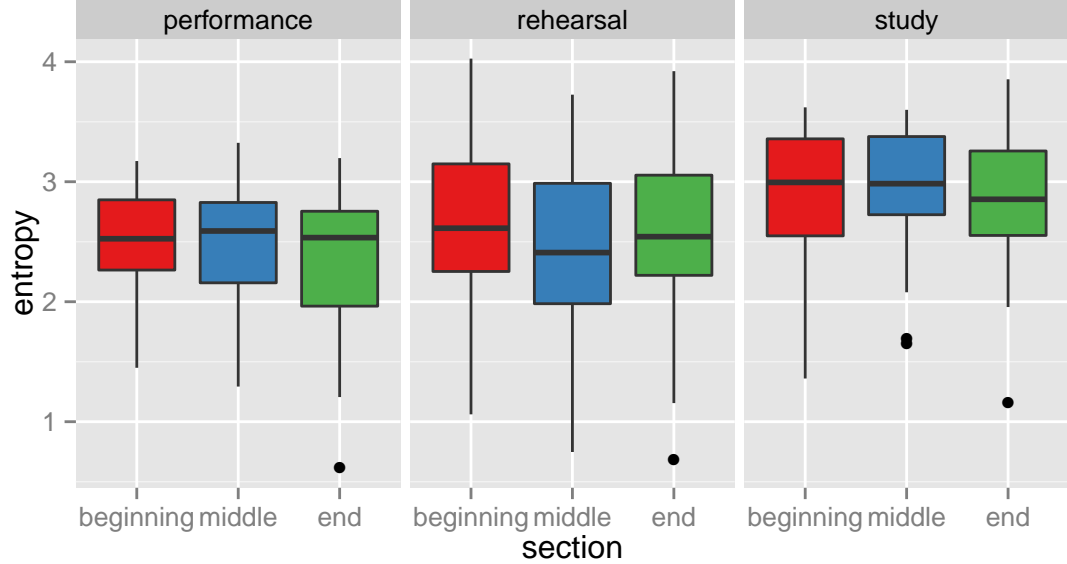 performance rehearsal study
entropy
4
3
2
1
beginning middle end beginning middle end beginning middle end
section